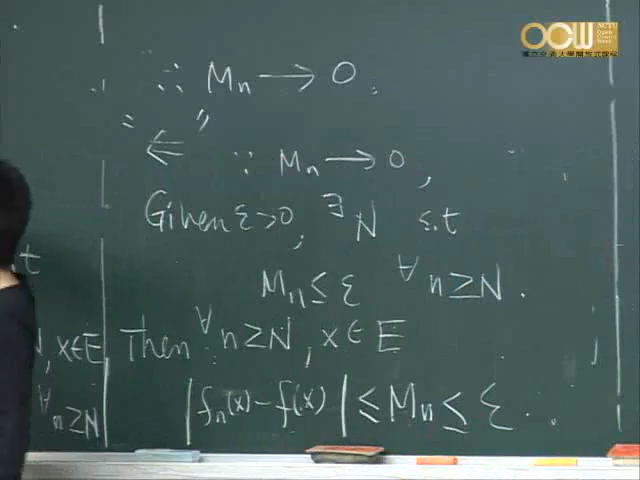 ∴ Mn → 0.
"⇐" ∵ Mn → 0,
Given ε>0, ∃ N s.t
Mn ≤ ε ∀ n ≥ N.
Then ∀ n ≥ N, x ∈ E
|fn(x) - f(x)| ≤ Mn ≤ ε.
t
N, x∈E
∀ n≥N
OCW